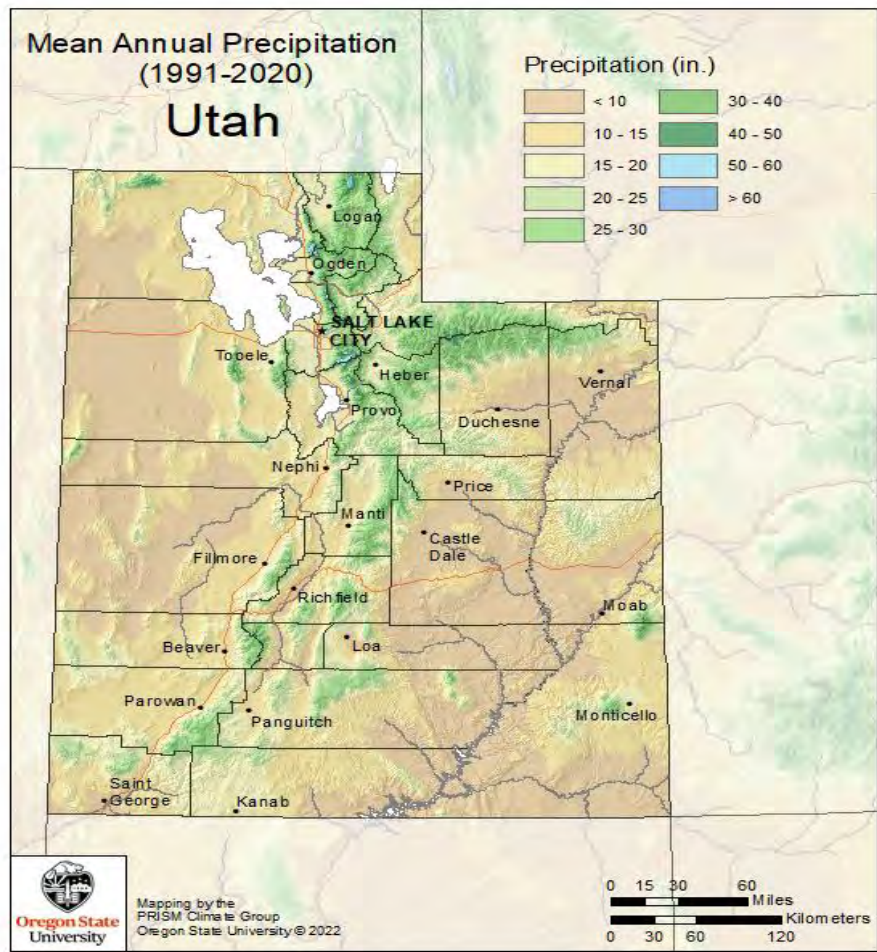 Mean Annual Precipitation
(1991-2020)
Utah
Precipitation (in.)
< 10
10 - 15
15 - 20
20 - 25
25 - 30
30 - 40
40 - 50
50 - 60
> 60
Logan
Ogden
SALT LAKE
CITY
Tooele
Heber
Vernal
Provo
Duchesne
Nephi
Price
Manti
Castle
Dale
Fillmore
Richfield
Moab
Beaver
Loa
Parowan
Panguitch
Monticello
Saint
George
Kanab
Oregon State
University
Mapping by the
PRISM Climate Group
Oregon State University © 2022
0 15 30 60
Miles
Kilometers
0 30 60 120